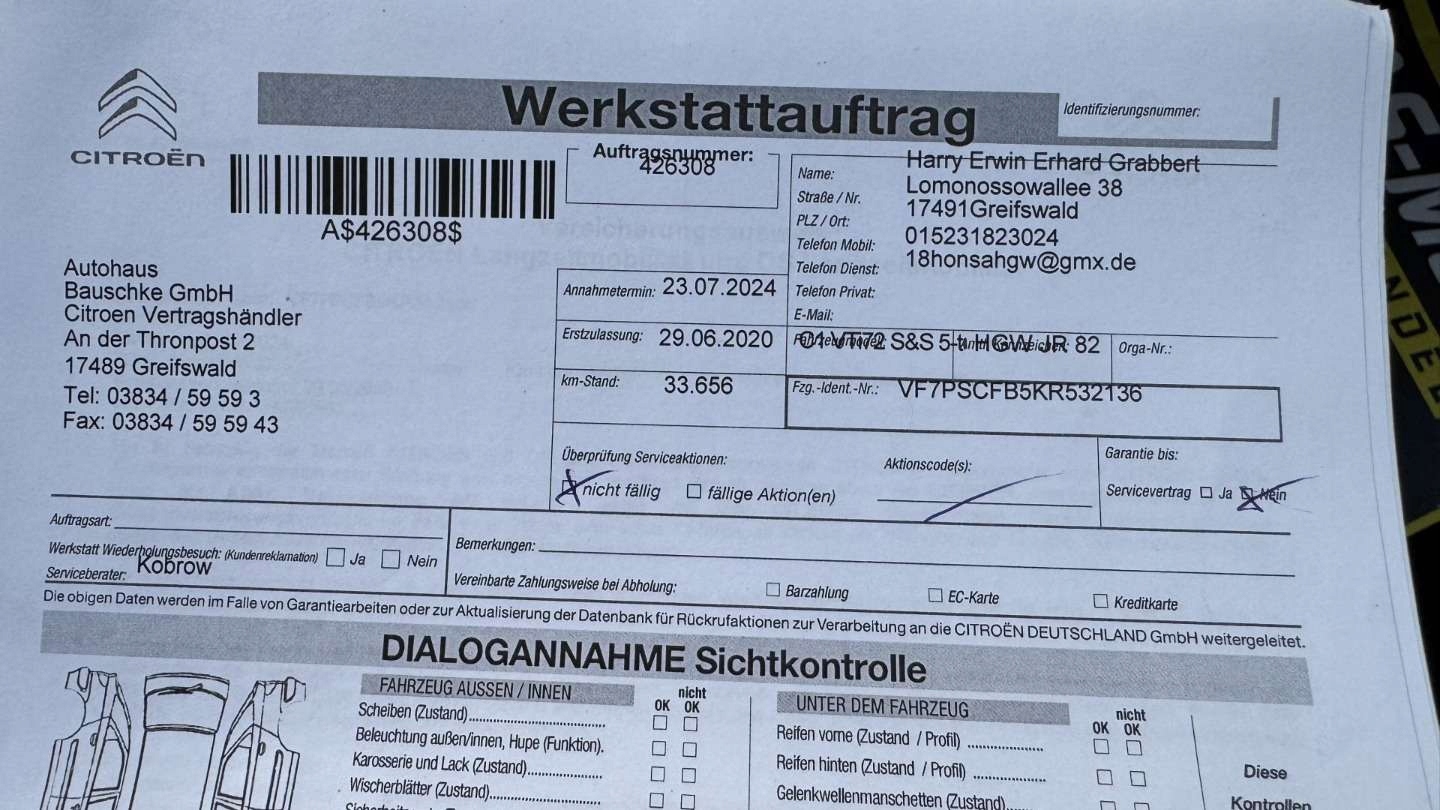 Werkstattauftrag
Identifizierungsnummer:
CITROËN
Auftragsnummer:
426308
A$426308$
Name: Harry Erwin Erhard Grabbert
Straße / Nr. Lomonossowallee 38
PLZ / Ort: 17491Greifswald
Telefon Mobil: 015231823024
Telefon Dienst: 18honsahgw@gmx.de
Telefon Privat:
E-Mail:
Autohaus
Bauschke GmbH
Citroen Vertragshändler
An der Thronpost 2
17489 Greifswald
Tel: 03834 / 59 59 3
Fax: 03834 / 59 59 43
Annahmetermin: 23.07.2024
Erstzulassung: 29.06.2020
C1 VTi72 S&S 5-t HGW JR 82
Orga-Nr.:
km-Stand: 33.656
Fzg.-Ident.-Nr.: VF7PSCFB5KR532136
Überprüfung Serviceaktionen:
nicht fällig
fällige Aktion(en)
Aktionscode(s):
Garantie bis:
Servicevertrag Ja Nein
Auftragsart:
Werkstatt Wiederholungsbesuch: (Kundenreklamation) Ja Nein
Serviceberater: Kobrow
Bemerkungen:
Vereinbarte Zahlungsweise bei Abholung: Barzahlung EC-Karte Kreditkarte
Die obigen Daten werden im Falle von Garantiearbeiten oder zur Aktualisierung der Datenbank für Rückrufaktionen zur Verarbeitung an die CITROËN DEUTSCHLAND GmbH weitergeleitet.
DIALOGANNAHME Sichtkontrolle
FAHRZEUG AUSSEN / INNEN OK nicht OK
Scheiben (Zustand)
Beleuchtung außen/innen, Hupe (Funktion).
Karosserie und Lack (Zustand)
Wischerblätter (Zustand)
UNTER DEM FAHRZEUG OK nicht OK
Reifen vorne (Zustand / Profil)
Reifen hinten (Zustand / Profil)
Gelenkwellenmanschetten (Zustand)
Diese
Kontrollen